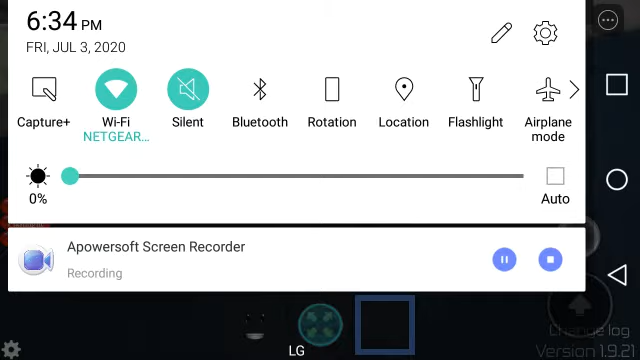 6:34 PM
FRI, JUL 3, 2020
Capture+
Wi-Fi
NETGEAR...
Silent
Bluetooth
Rotation
Location
Flashlight
Airplane
mode
0%
Auto
Apowersoft Screen Recorder
Recording
LG
Change log
Version 1.9.21